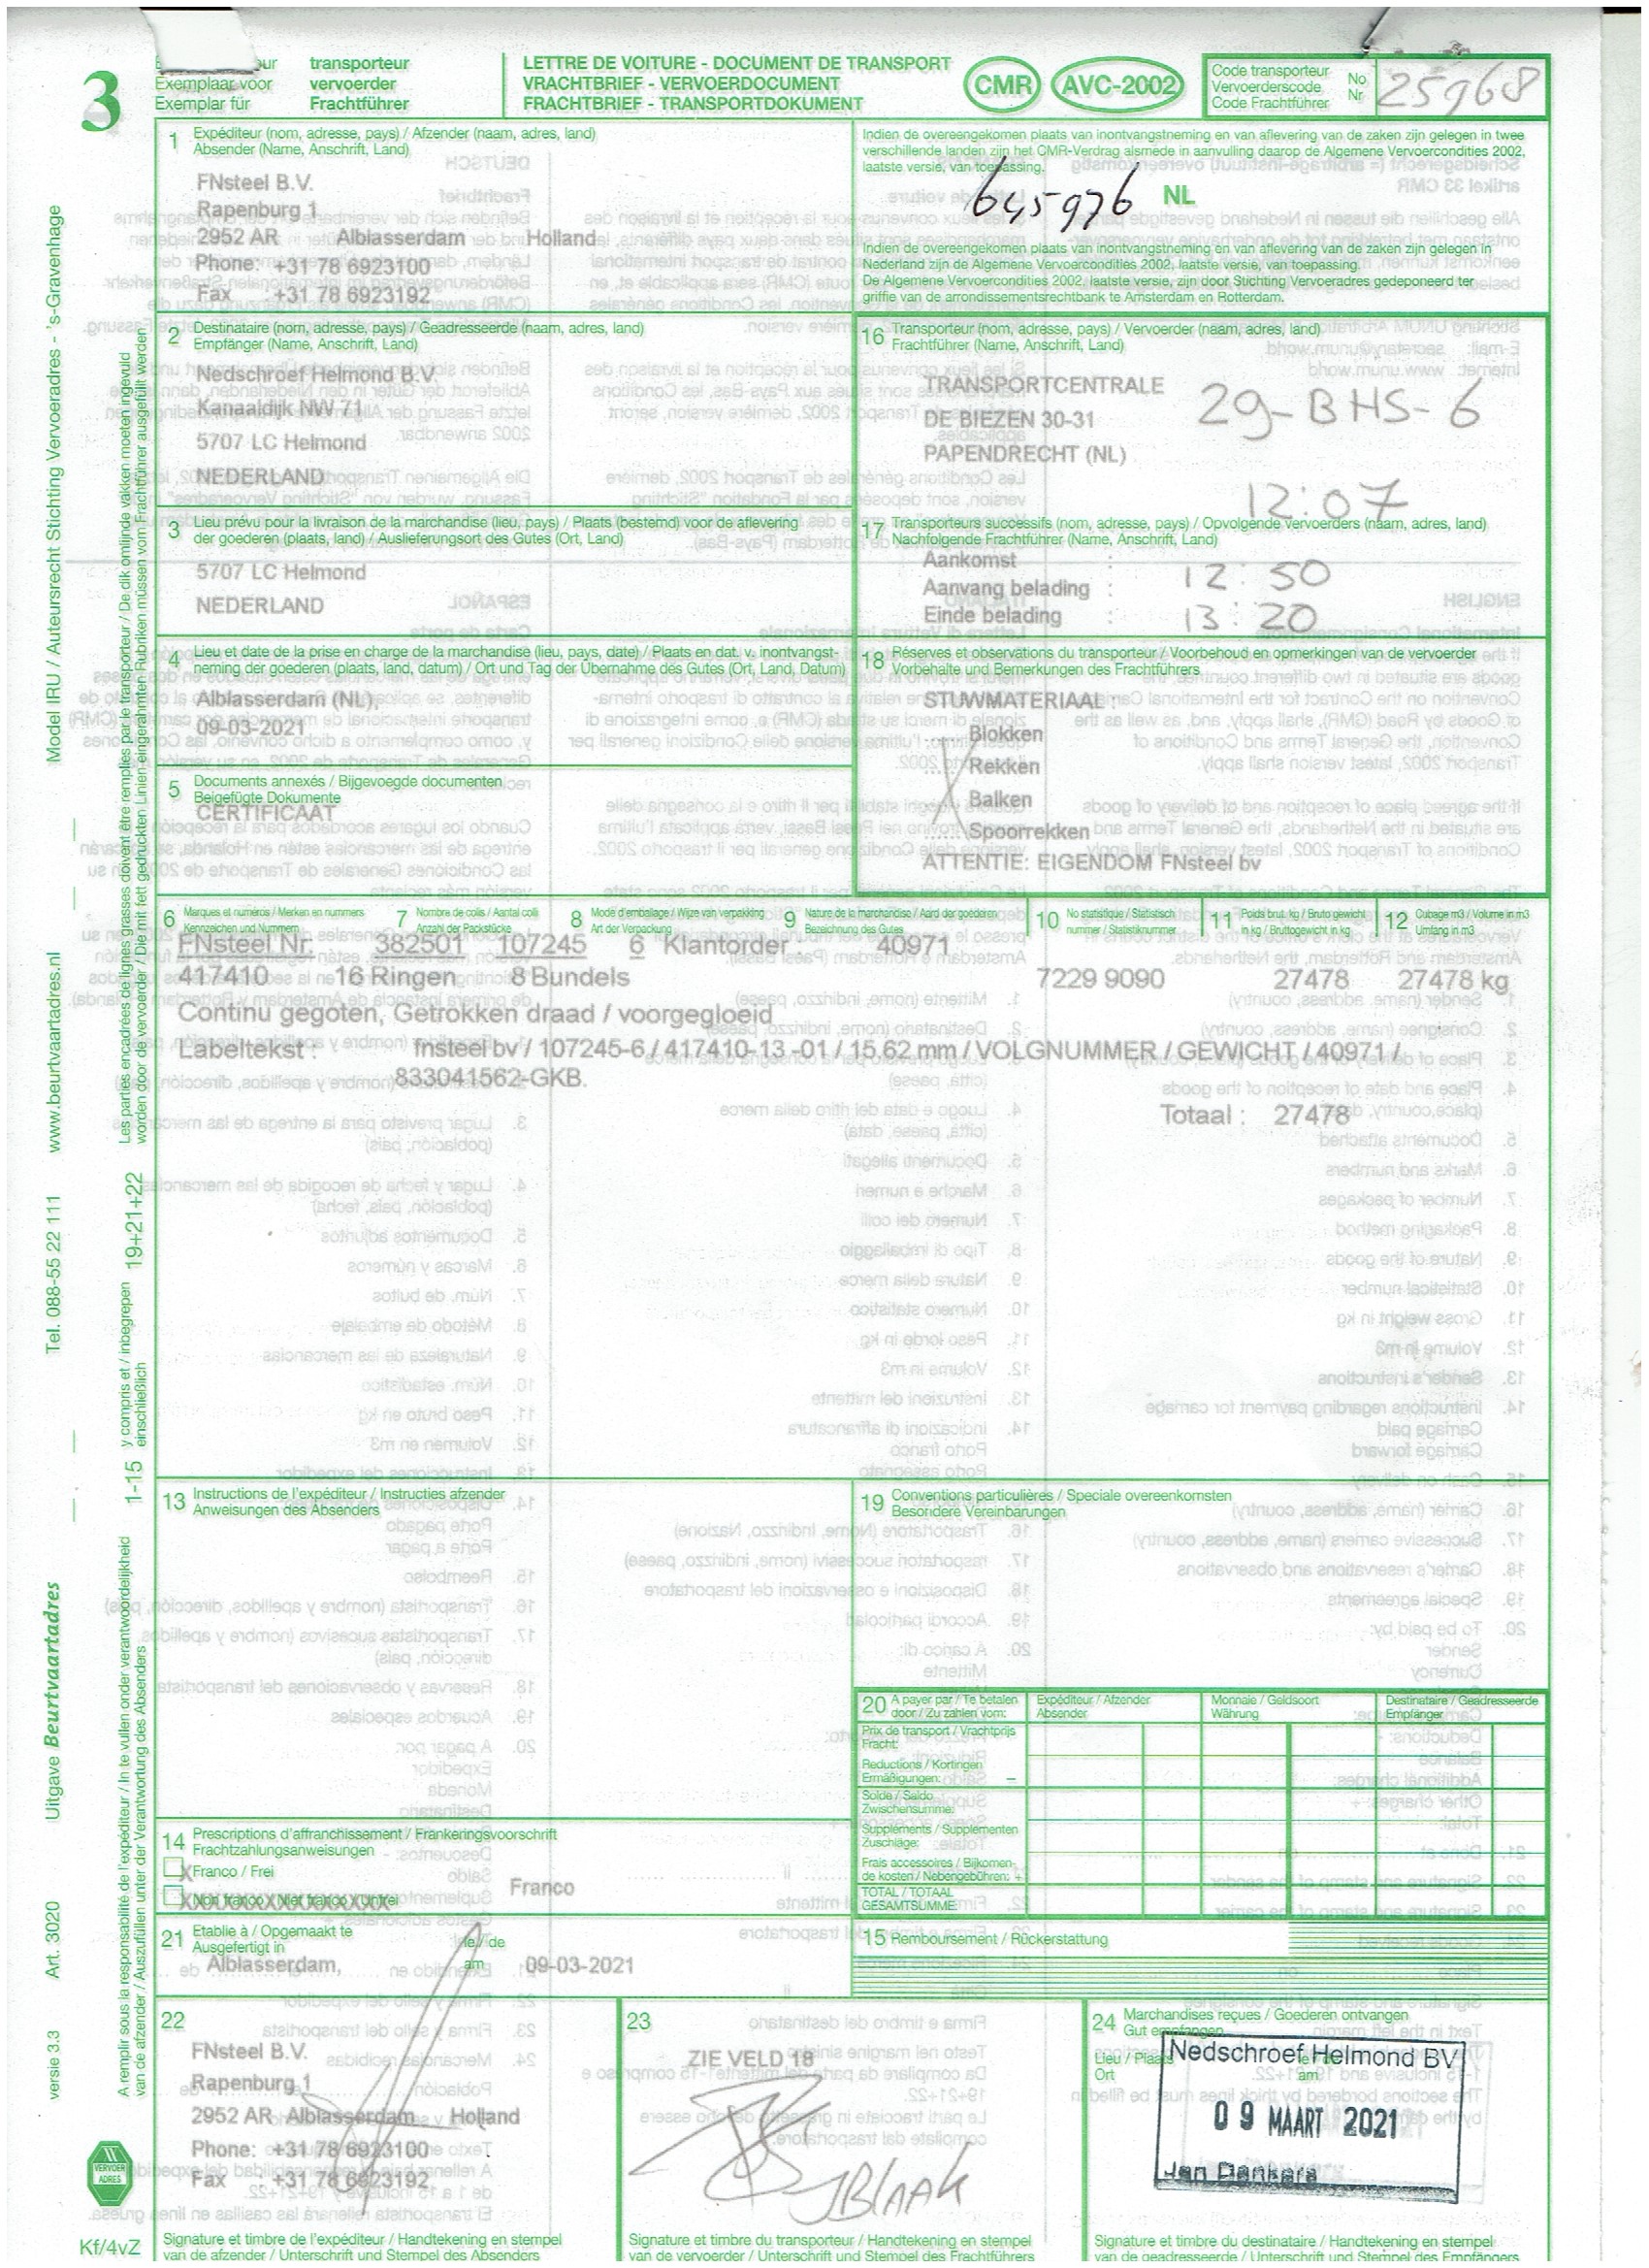 3
Exemplaar voor
Exemplar für
transporteur
vervoerder
Frachtführer
LETTRE DE VOITURE - DOCUMENT DE TRANSPORT
VRACHTBRIEF - VERVOERDOCUMENT
FRACHTBRIEF - TRANSPORTDOKUMENT
CMR
AVC-2002
Code transporteur
Vervoerderscode
Code Frachtführer
No
Nr
25968
1 Expéditeur (nom, adresse, pays) / Afzender (naam, adres, land)
Absender (Name, Anschrift, Land)
FNsteel B.V.
Rapenburg 1
2952 AR Alblasserdam Holland
Phone: +31 78 6923100
Fax : +31 78 6923192
Indien de overeengekomen plaats van inontvangstneming en van aflevering van de zaken zijn gelegen in twee
verschillende landen zijn het CMR-Verdrag alsmede in aanvulling daarop de Algemene Vervoercondities 2002,
laatste versie, van toepassing.
645976 NL
Indien de overeengekomen plaats van inontvangstneming en van aflevering van de zaken zijn gelegen in
Nederland zijn de Algemene Vervoercondities 2002, laatste versie, van toepassing.
De Algemene Vervoercondities 2002, laatste versie, zijn door Stichting Vervoeradres gedeponeerd ter
griffie van de arrondissementsrechtbank te Amsterdam en Rotterdam.
2 Destinataire (nom, adresse, pays) / Geadresseerde (naam, adres, land)
Empfänger (Name, Anschrift, Land)
Nedschroef Helmond B.V.
Kanaaldijk NW 71
5707 LC Helmond
NEDERLAND
16 Transporteur (nom, adresse, pays) / Vervoerder (naam, adres, land)
Frachtführer (Name, Anschrift, Land)
TRANSPORTCENTRALE
DE BIEZEN 30-31
PAPENDRECHT (NL)
29-BHS-6
12:07
3 Lieu prévu pour la livraison de la marchandise (lieu, pays) / Plaats (bestemd) voor de aflevering
der goederen (plaats, land) / Auslieferungsort des Gutes (Ort, Land)
5707 LC Helmond
NEDERLAND
17 Transporteurs successifs (nom, adresse, pays) / Opvolgende vervoerders (naam, adres, land)
Nachfolgende Frachtführer (Name, Anschrift, Land)
Aankomst :
Aanvang belading : 12:50
Einde belading : 13:20
4 Lieu et date de la prise en charge de la marchandise (lieu, pays, date) / Plaats en dat. v. inontvangst-
neming der goederen (plaats, land, datum) / Ort und Tag der Übernahme des Gutes (Ort, Land, Datum)
Alblasserdam (NL),
09-03-2021
18 Réserves et observations du transporteur / Voorbehoud en opmerkingen van de vervoerder
Vorbehalte und Bemerkungen des Frachtführers
STUWMATERIAAL :
...... Blokken
...... Rekken
Balken
...... Spoorrekken
ATTENTIE: EIGENDOM FNsteel bv
5 Documents annexés / Bijgevoegde documenten
Beigefügte Dokumente
CERTIFICAAT
6 Marques et numéros / Merken en nummers
Kennzeichen und Nummern
7 Nombre de colis / Aantal colli
Anzahl der Packstücke
8 Mode d'emballage / Wijze van verpakking
Art der Verpackung
9 Nature de la marchandise / Aard der goederen
Bezeichnung des Gutes
10 No statistique / Statistisch
nummer / Statistiknummer
11 Poids brut, kg / Bruto gewicht
in kg / Bruttogewicht in kg
12 Cubage m3 / Volume in m3
Umfang in m3
FNsteel Nr: 382501 107245 6 Klantorder : 40971
417410 16 Ringen 8 Bundels 7229 9090 27478 27478 kg
Continu gegoten, Getrokken draad / voorgegloeid
Labeltekst : fnsteel bv / 107245-6 / 417410-13 -01 / 15.62 mm / VOLGNUMMER / GEWICHT / 40971 /
833041562-GKB.
Totaal : 27478
13 Instructions de l'expéditeur / Instructies afzender
Anweisungen des Absenders
19 Conventions particulières / Speciale overeenkomsten
Besondere Vereinbarungen
20 A payer par / Te betalen
door / Zu zahlen vom:
Expéditeur / Afzender
Absender
Monnaie / Geldsoort
Währung
Destinataire / Geadresseerde
Empfänger
Prix de transport / Vrachtprijs
Fracht:
Reductions / Kortingen
Ermäßigungen: –
Solde / Saldo
Zwischensumme:
Suppléments / Supplementen
Zuschläge:
Frais accessoires / Bijkomen-
de kosten / Nebengebühren: +
TOTAL / TOTAAL
GESAMTSUMME:
14 Prescriptions d'affranchissement / Frankeringsvoorschrift
Frachtzahlungsanweisungen
X Franco / Frei
Non franco / Niet franco / Unfrei
Franco
21 Etablie à / Opgemaakt te
Ausgefertigt in
le / de
am
Alblasserdam, 09-03-2021
15 Remboursement / Rückerstattung
22
FNsteel B.V.
Rapenburg 1
2952 AR Alblasserdam Holland
Phone: +31 78 6923100
Fax : +31 78 6923192
Signature et timbre de l'expéditeur / Handtekening en stempel
van de afzender / Unterschrift und Stempel des Absenders
23
ZIE VELD 18
JBlaak
Signature et timbre du transporteur / Handtekening en stempel
van de vervoerder / Unterschrift und Stempel des Frachtführers
24 Marchandises reçues / Goederen ontvangen
Gut empfangen
Lieu / Plaats
Ort
am
Nedschroef Helmond BV
09 MAART 2021
Jan Denkers
Signature et timbre du destinataire / Handtekening en stempel
van de geadresseerde / Unterschrift und Stempel des Empfängers
Model IRU / Auteursrecht Stichting Vervoeradres - 's-Gravenhage
www.beurtvaartadres.nl
Tel. 088-55 22 111
Uitgave Beurtvaartadres
Art. 3020
versie 3.3
Les parties encadrées de lignes grasses doivent être remplies par le transporteur / De dik omlijnde vakken moeten ingevuld
worden door de vervoerder / Die mit fett gedruckten Linien eingerahmten Rubriken müssen vom Frachtführer ausgefüllt werden.
19+21+22
y compris et / inbegrepen
einschließlich
1-15
A remplir sous la responsabilité de l'expéditeur / In te vullen onder verantwoordelijkheid
van de afzender / Auszufüllen unter der Verantwortung des Absenders
VERVOER
ADRES
Kf/4vZ